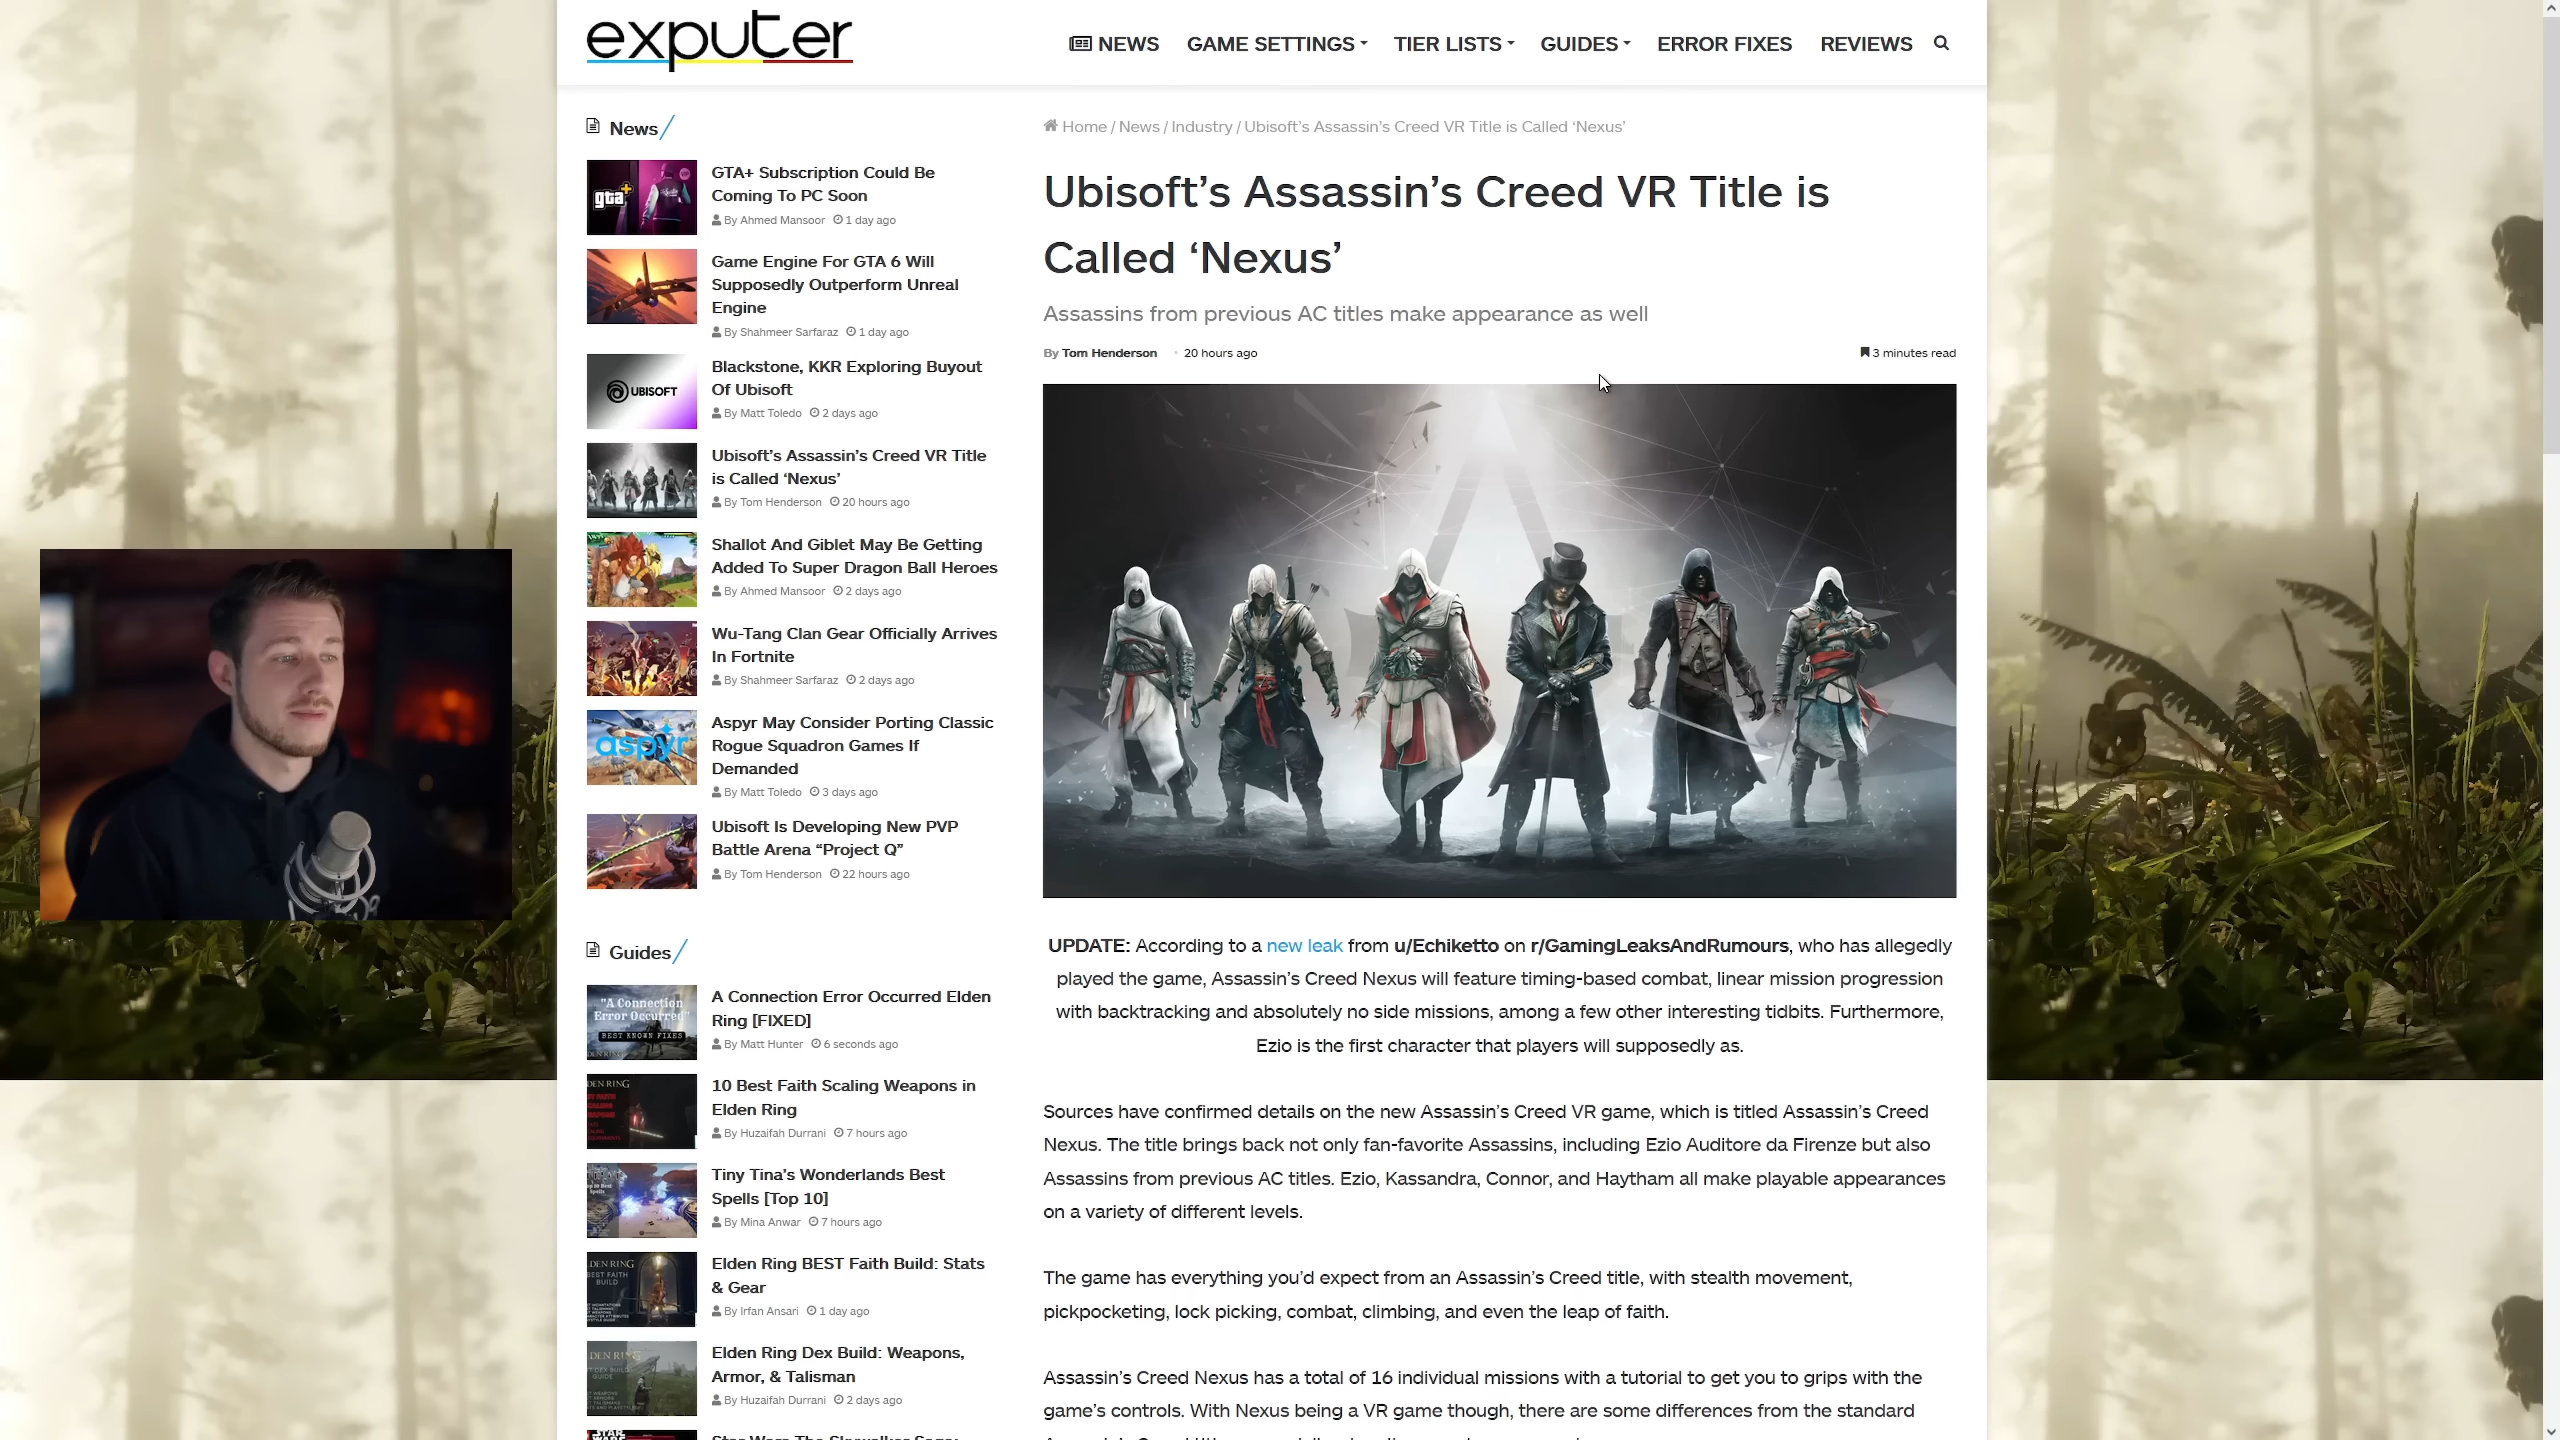 exputer
NEWS
GAME SETTINGS
TIER LISTS
GUIDES
ERROR FIXES
REVIEWS
News
GTA+ Subscription Could Be
Coming To PC Soon
By Ahmed Mansoor 1 day ago
Game Engine For GTA 6 Will
Supposedly Outperform Unreal
Engine
By Shahmeer Sarfaraz 1 day ago
UBISOFT
Blackstone, KKR Exploring Buyout
Of Ubisoft
By Matt Toledo 2 days ago
Ubisoft’s Assassin’s Creed VR Title
is Called ‘Nexus’
By Tom Henderson 20 hours ago
Shallot And Giblet May Be Getting
Added To Super Dragon Ball Heroes
By Ahmed Mansoor 2 days ago
Wu-Tang Clan Gear Officially Arrives
In Fortnite
By Shahmeer Sarfaraz 2 days ago
aspyr
Aspyr May Consider Porting Classic
Rogue Squadron Games If
Demanded
By Matt Toledo 3 days ago
Ubisoft Is Developing New PVP
Battle Arena “Project Q”
By Tom Henderson 22 hours ago
Guides
"A Connection
Error Occurred"
BEST KNOWN FIXES
A Connection Error Occurred Elden
Ring [FIXED]
By Matt Hunter 6 seconds ago
10 Best Faith Scaling Weapons in
Elden Ring
By Huzaifah Durrani 7 hours ago
Tiny Tina’s Wonderlands Best
Spells [Top 10]
By Mina Anwar 7 hours ago
Elden Ring BEST Faith Build: Stats
& Gear
By Irfan Ansari 1 day ago
Elden Ring Dex Build: Weapons,
Armor, & Talisman
By Huzaifah Durrani 2 days ago
Home / News / Industry / Ubisoft’s Assassin’s Creed VR Title is Called ‘Nexus’
Ubisoft’s Assassin’s Creed VR Title is
Called ‘Nexus’
Assassins from previous AC titles make appearance as well
By Tom Henderson 20 hours ago
3 minutes read
UPDATE: According to a new leak from u/Echiketto on r/GamingLeaksAndRumours, who has allegedly
played the game, Assassin’s Creed Nexus will feature timing-based combat, linear mission progression
with backtracking and absolutely no side missions, among a few other interesting tidbits. Furthermore,
Ezio is the first character that players will supposedly as.
Sources have confirmed details on the new Assassin’s Creed VR game, which is titled Assassin’s Creed
Nexus. The title brings back not only fan-favorite Assassins, including Ezio Auditore da Firenze but also
Assassins from previous AC titles. Ezio, Kassandra, Connor, and Haytham all make playable appearances
on a variety of different levels.
The game has everything you’d expect from an Assassin’s Creed title, with stealth movement,
pickpocketing, lock picking, combat, climbing, and even the leap of faith.
Assassin’s Creed Nexus has a total of 16 individual missions with a tutorial to get you to grips with the
game’s controls. With Nexus being a VR game though, there are some differences from the standard